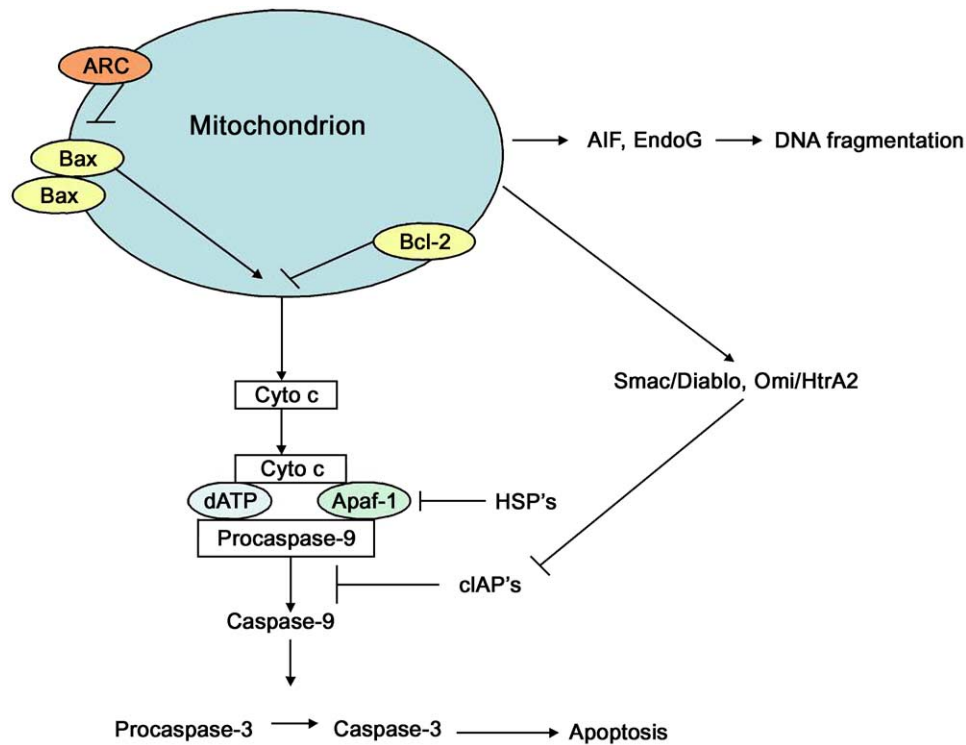 ARC
Mitochondrion
AIF, EndoG
DNA fragmentation
Bax
Bax
Bcl-2
Smac/Diablo, Omi/HtrA2
Cyto c
Cyto c
dATP
Apaf-1
HSP's
Procaspase-9
cIAP's
Caspase-9
Procaspase-3
Caspase-3
Apoptosis